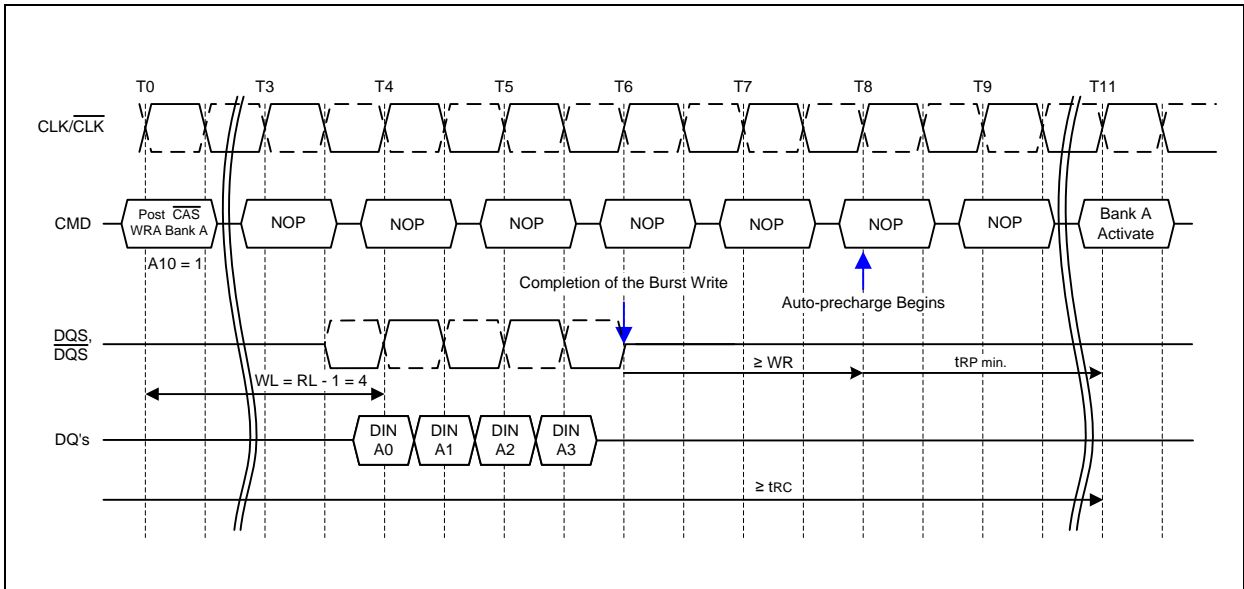 T0 T3 T4 T5 T6 T7 T8 T9 T11
CLK/CLK
CMD
Post CAS
WRA Bank A
NOP NOP NOP NOP NOP NOP NOP
Bank A
Activate
A10 = 1
Completion of the Burst Write
Auto-precharge Begins
DQS,
DQS
≥ WR
tRP min.
WL = RL - 1 = 4
DQ's
DIN
A0
DIN
A1
DIN
A2
DIN
A3
≥ tRC